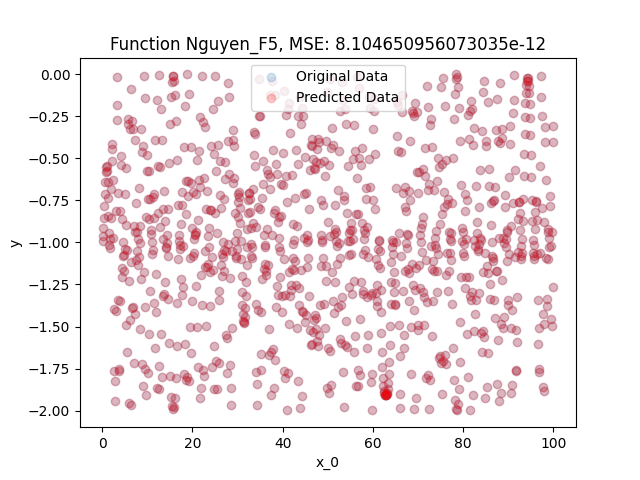 Function Nguyen_F5, MSE: 8.104650956073035e-12
Original Data
Predicted Data
0.00
−0.25
−0.50
−0.75
−1.00
−1.25
−1.50
−1.75
−2.00
y
0 20 40 60 80 100
x_0